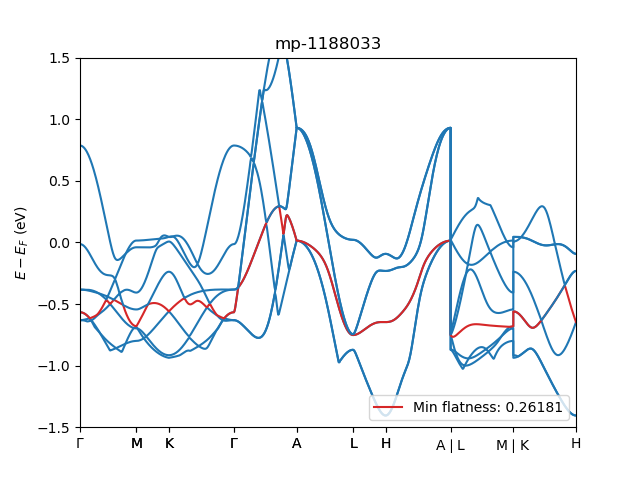 mp-1188033
E − E_F (eV)
1.5
1.0
0.5
0.0
−0.5
−1.0
−1.5
Min flatness: 0.26181
Γ M K Γ A L H A | L M | K H